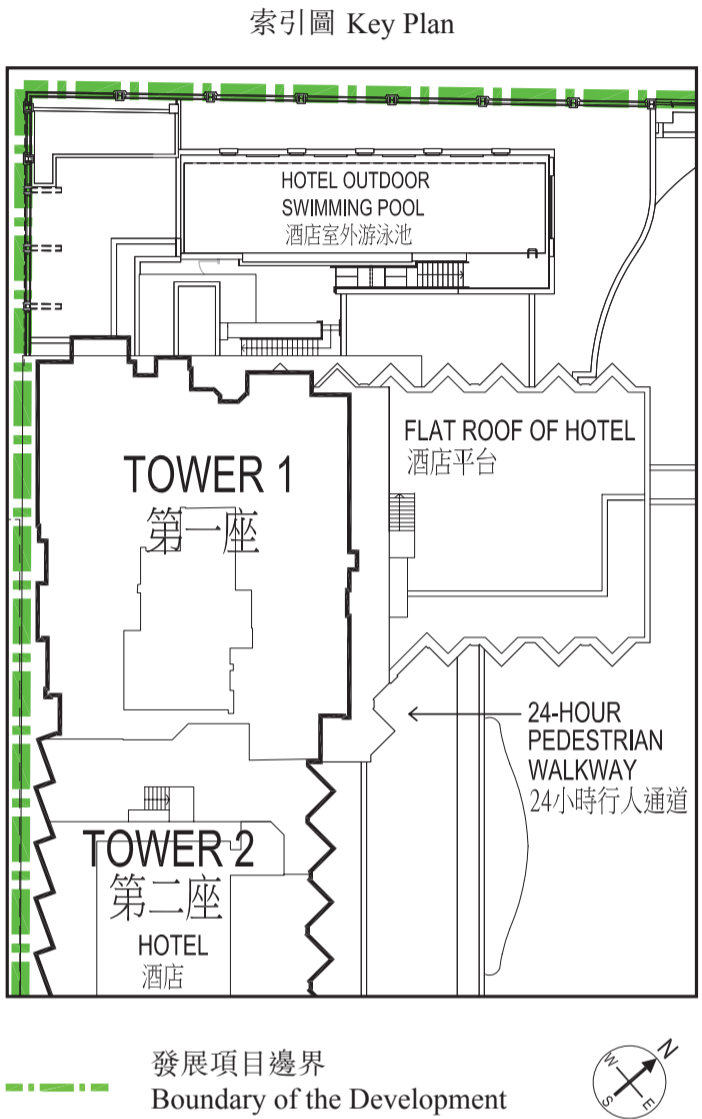 索引圖 Key Plan
HOTEL OUTDOOR
SWIMMING POOL
酒店室外游泳池
FLAT ROOF OF HOTEL
酒店平台
TOWER 1
第一座
24-HOUR
PEDESTRIAN
WALKWAY
24小時行人通道
TOWER 2
第二座
HOTEL
酒店
發展項目邊界
Boundary of the Development
N
W
S
E